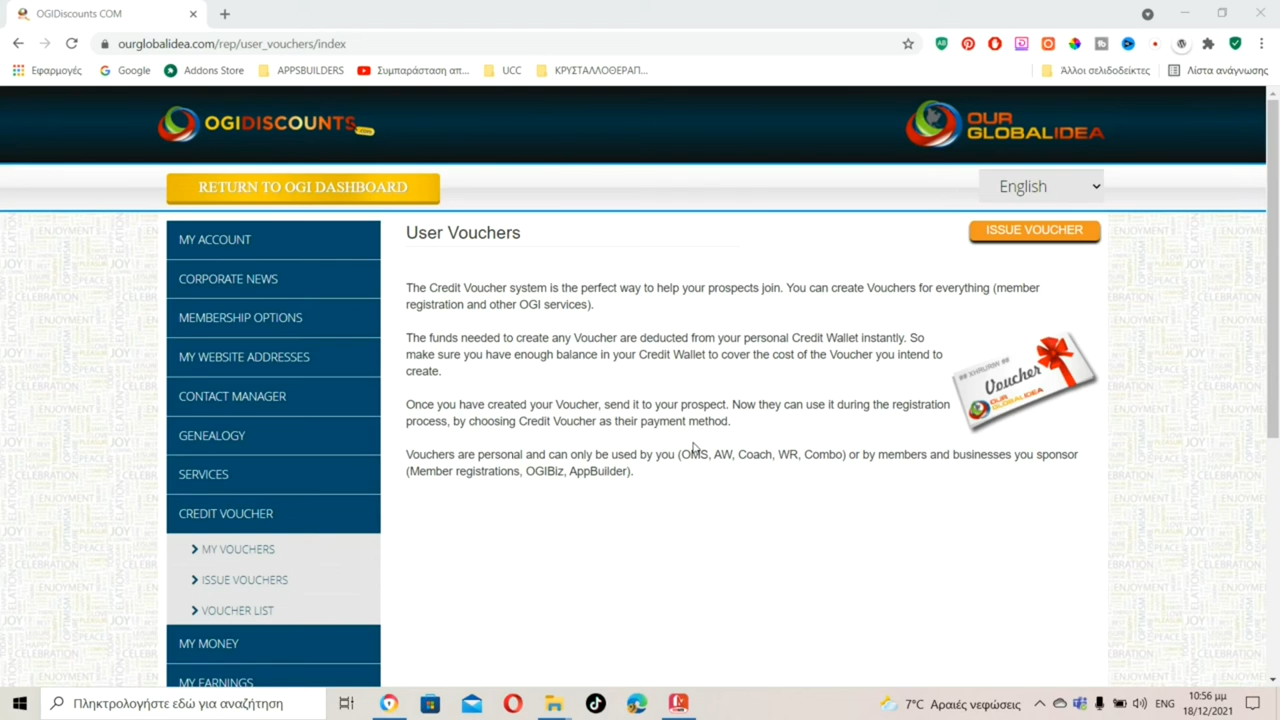 OGIDiscounts COM
ourglobalidea.com/rep/user_vouchers/index
Εφαρμογές
Google
Addons Store
APPSBUILDERS
Συμπαράσταση απ...
UCC
ΚΡΥΣΤΑΛΛΟΘΕΡΑΠ...
Άλλοι σελιδοδείκτες
Λίστα ανάγνωσης
OGIDISCOUNTS.com
OUR
GLOBALIDEA
RETURN TO OGI DASHBOARD
English
MY ACCOUNT
CORPORATE NEWS
MEMBERSHIP OPTIONS
MY WEBSITE ADDRESSES
CONTACT MANAGER
GENEALOGY
SERVICES
CREDIT VOUCHER
MY VOUCHERS
ISSUE VOUCHERS
VOUCHER LIST
MY MONEY
MY EARNINGS
User Vouchers
ISSUE VOUCHER
The Credit Voucher system is the perfect way to help your prospects join. You can create Vouchers for everything (member
registration and other OGI services).
The funds needed to create any Voucher are deducted from your personal Credit Wallet instantly. So
make sure you have enough balance in your Credit Wallet to cover the cost of the Voucher you intend to
create.
Once you have created your Voucher, send it to your prospect. Now they can use it during the registration
process, by choosing Credit Voucher as their payment method.
Vouchers are personal and can only be used by you (OMS, AW, Coach, WR, Combo) or by members and businesses you sponsor
(Member registrations, OGIBiz, AppBuilder).
Voucher
OUR
GLOBALIDEA
Πληκτρολογήστε εδώ για αναζήτηση
7°C Αραιές νεφώσεις
ENG
10:56 μμ
18/12/2021